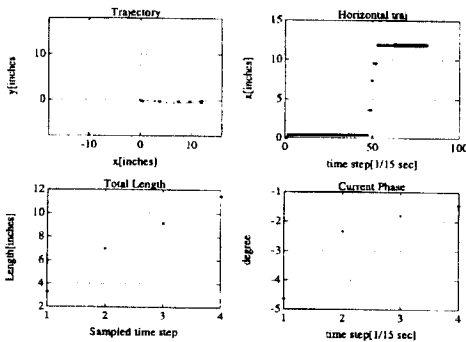 Trajectory
Horizontal traj
y[inches
10
0
-10
0
10
x[inches]
x[inches]
15
10
5
0
0
50
100
time step[1/15 sec]
Total Length
Current Phase
Length[inches]
12
10
8
6
4
2
1
2
3
4
Sampled time step
degree
-1
-2
-3
-4
-5
1
2
3
4
time step[1/15 sec]